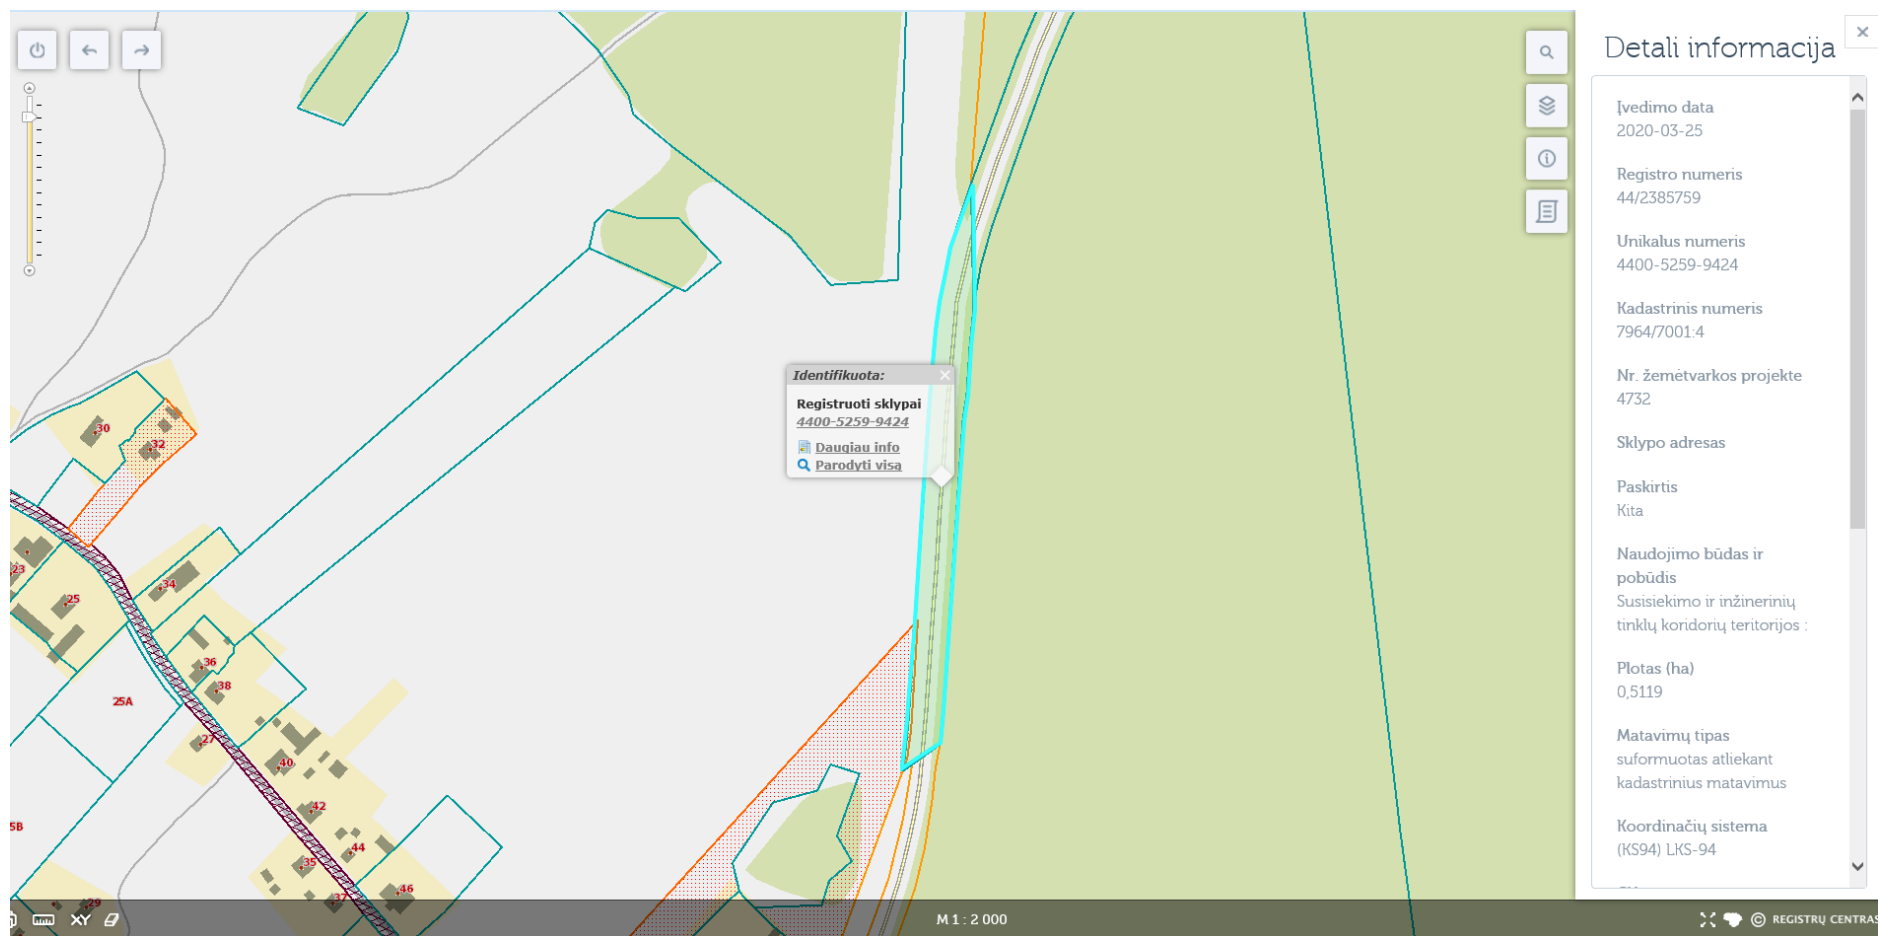 Detali informacija
Įvedimo data
2020-03-25
Registro numeris
44/2385759
Unikalus numeris
4400-5259-9424
Kadastrinis numeris
7964/7001:4
Nr. žemėtvarkos projekte
4732
Sklypo adresas
Paskirtis
Kita
Naudojimo būdas ir
pobūdis
Susisiekimo ir inžinerinių
tinklų koridorių teritorijos :
Plotas (ha)
0,5119
Matavimų tipas
suformuotas atliekant
kadastrinius matavimus
Koordinačių sistema
(KS94) LKS-94
Identifikuota:
Registruoti sklypai
4400-5259-9424
Daugiau info
Parodyti visą
30
32
23
25
34
36
38
25A
27
40
42
5B
44
35
46
37
29
XY
M 1 : 2 000
© REGISTRŲ CENTRAS